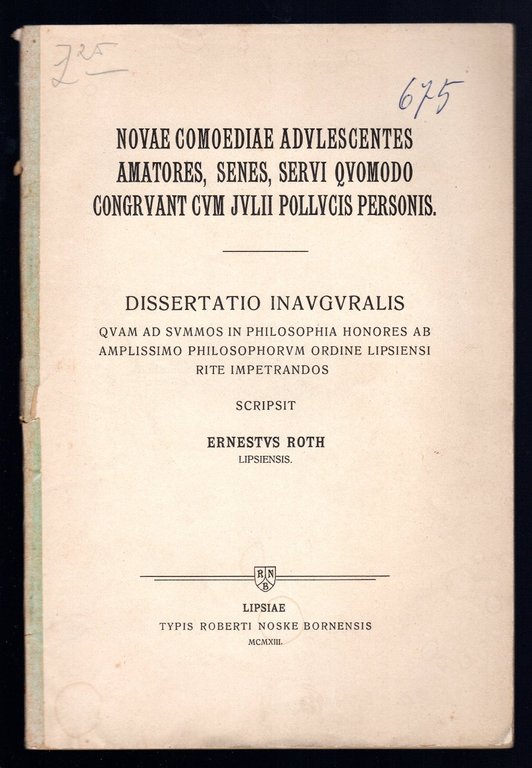 675
NOVAE COMOEDIAE ADVLESCENTES
AMATORES, SENES, SERVI QVOMODO
CONGRVANT CVM JVLII POLLVCIS PERSONIS.
DISSERTATIO INAVGVRALIS
QVAM AD SVMMOS IN PHILOSOPHIA HONORES AB
AMPLISSIMO PHILOSOPHORVM ORDINE LIPSIENSI
RITE IMPETRANDOS
SCRIPSIT
ERNESTVS ROTH
LIPSIENSIS.
R N
B
LIPSIAE
TYPIS ROBERTI NOSKE BORNENSIS
MCMXIII.